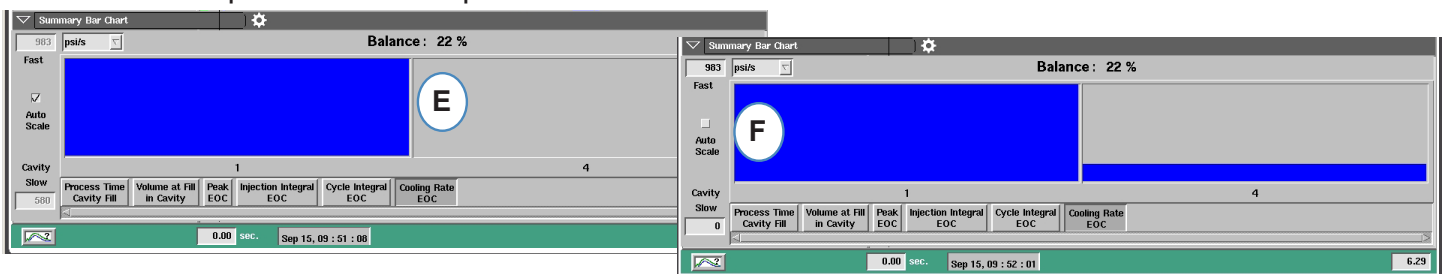 Summary Bar Chart
983 psi/s Balance: 22 %
Fast
E
Auto
Scale
Cavity 1 4
Slow
580
Process Time Cavity Fill
Volume at Fill in Cavity
Peak EOC
Injection Integral EOC
Cycle Integral EOC
Cooling Rate EOC
? 0.00 sec. Sep 15, 09 : 51 : 08
Summary Bar Chart
983 psi/s Balance: 22 %
Fast
F
Auto
Scale
Cavity 1 4
Slow
0
Process Time Cavity Fill
Volume at Fill in Cavity
Peak EOC
Injection Integral EOC
Cycle Integral EOC
Cooling Rate EOC
? 0.00 sec. Sep 15, 09 : 52 : 01 6.29